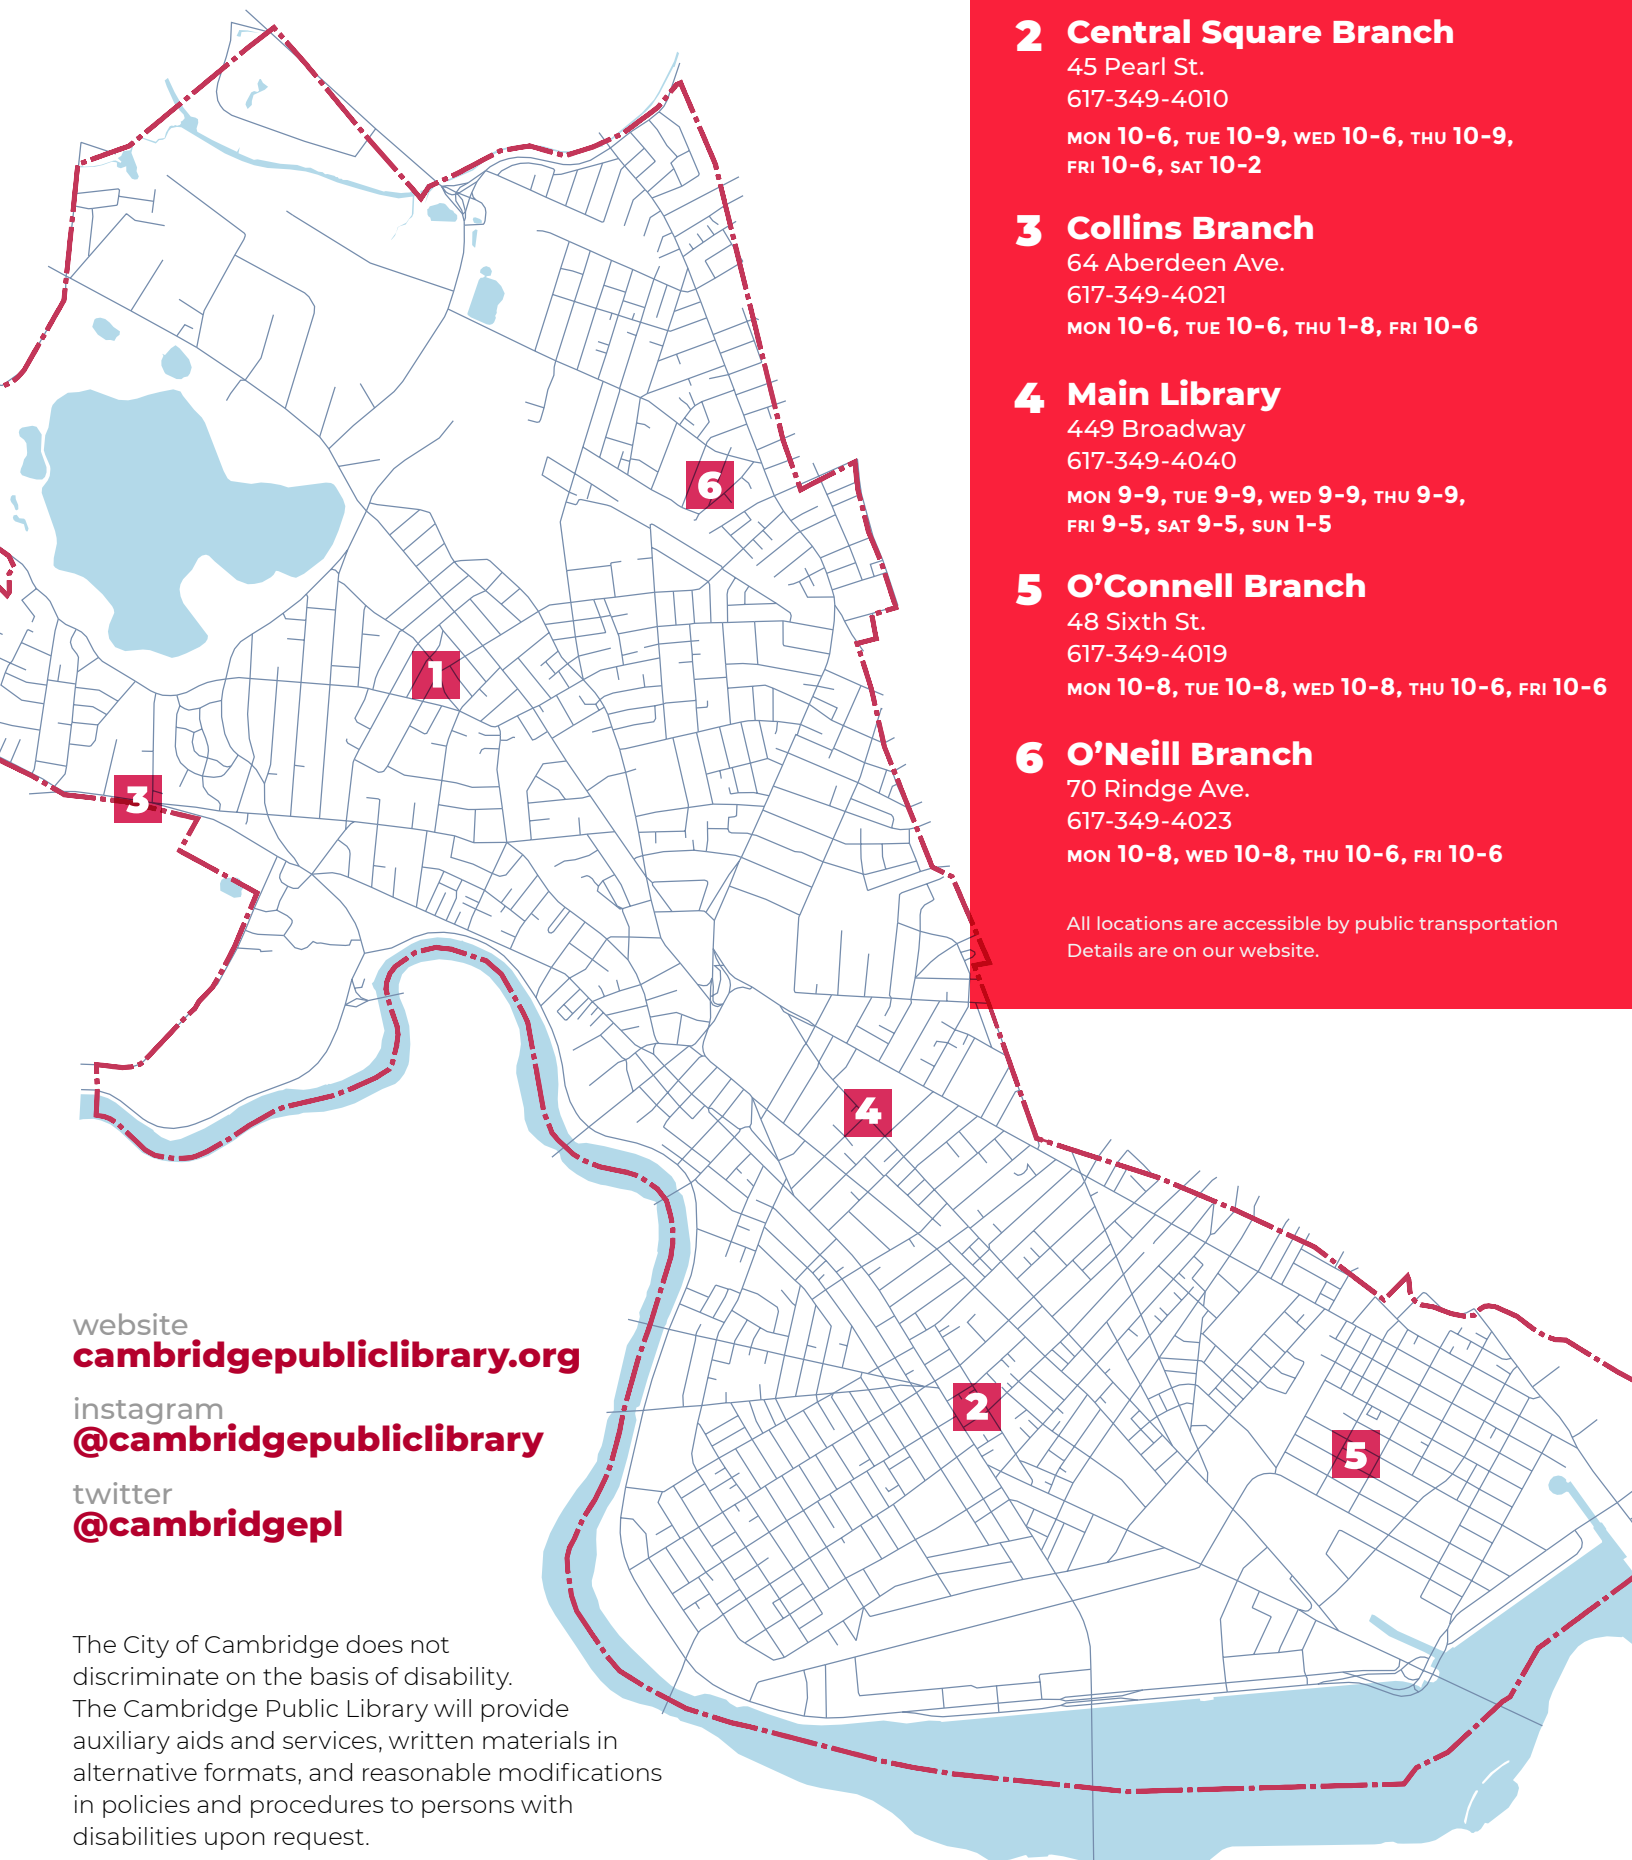 2 Central Square Branch
45 Pearl St.
617-349-4010
MON 10-6, TUE 10-9, WED 10-6, THU 10-9,
FRI 10-6, SAT 10-2
3 Collins Branch
64 Aberdeen Ave.
617-349-4021
MON 10-6, TUE 10-6, THU 1-8, FRI 10-6
4 Main Library
449 Broadway
617-349-4040
MON 9-9, TUE 9-9, WED 9-9, THU 9-9,
FRI 9-5, SAT 9-5, SUN 1-5
5 O’Connell Branch
48 Sixth St.
617-349-4019
MON 10-8, TUE 10-8, WED 10-8, THU 10-6, FRI 10-6
6 O’Neill Branch
70 Rindge Ave.
617-349-4023
MON 10-8, WED 10-8, THU 10-6, FRI 10-6
All locations are accessible by public transportation
Details are on our website.
6
1
3
4
2
5
website
cambridgepubliclibrary.org
instagram
@cambridgepubliclibrary
twitter
@cambridgepl
The City of Cambridge does not
discriminate on the basis of disability.
The Cambridge Public Library will provide
auxiliary aids and services, written materials in
alternative formats, and reasonable modifications
in policies and procedures to persons with
disabilities upon request.